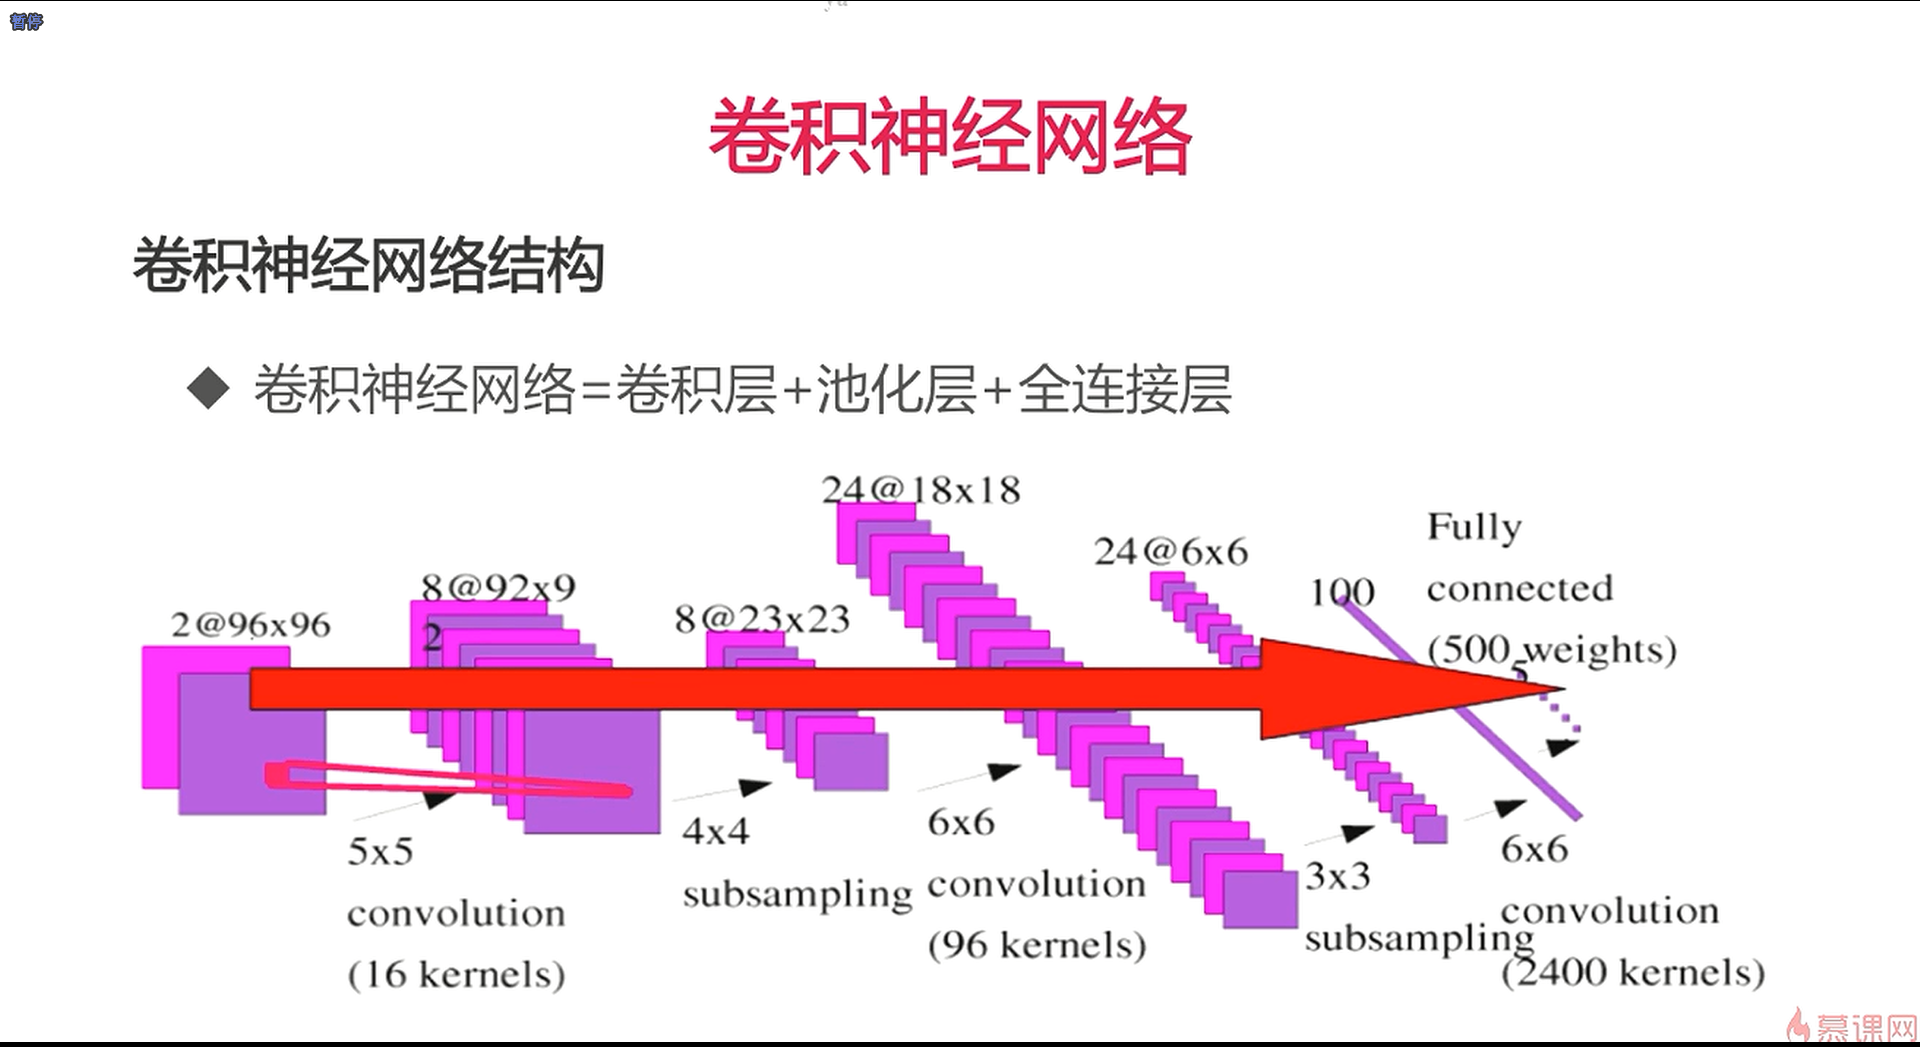 暂停
卷积神经网络
卷积神经网络结构
◆ 卷积神经网络=卷积层+池化层+全连接层
2@96x96
8@92x9
2
8@23x23
24@18x18
24@6x6
100
Fully
connected
(500 weights)
5
5x5
convolution
(16 kernels)
4x4
subsampling
6x6
convolution
(96 kernels)
3x3
subsampling
6x6
convolution
(2400 kernels)
慕课网